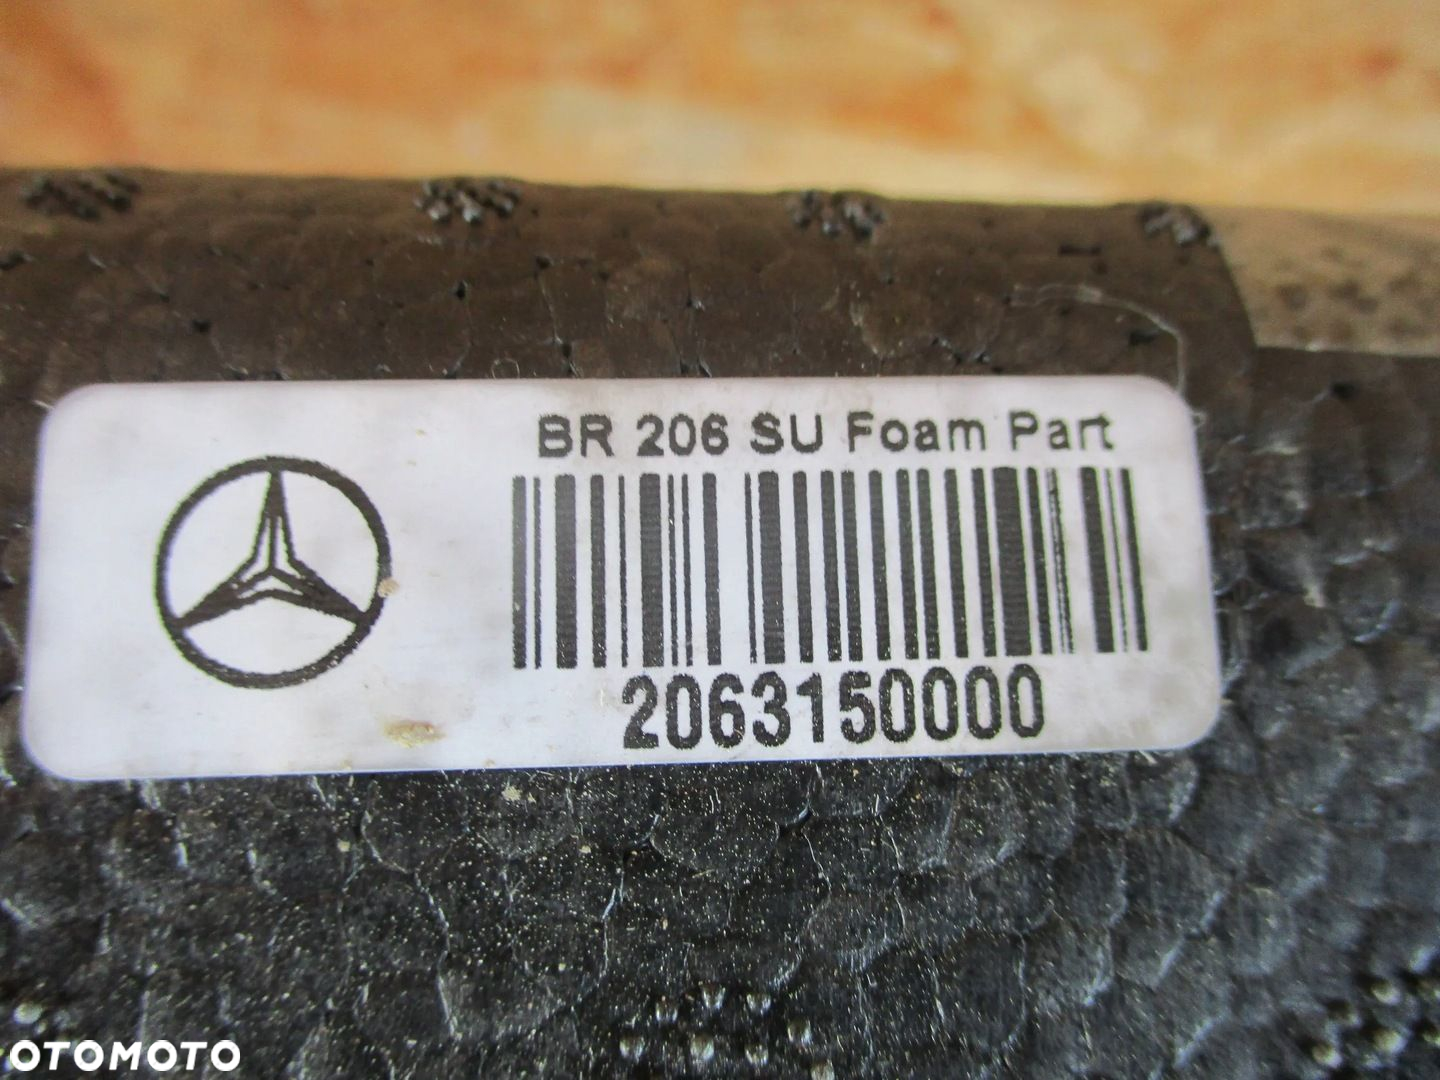 BR 206 SU Foam Part
2063150000
OTOMOTO